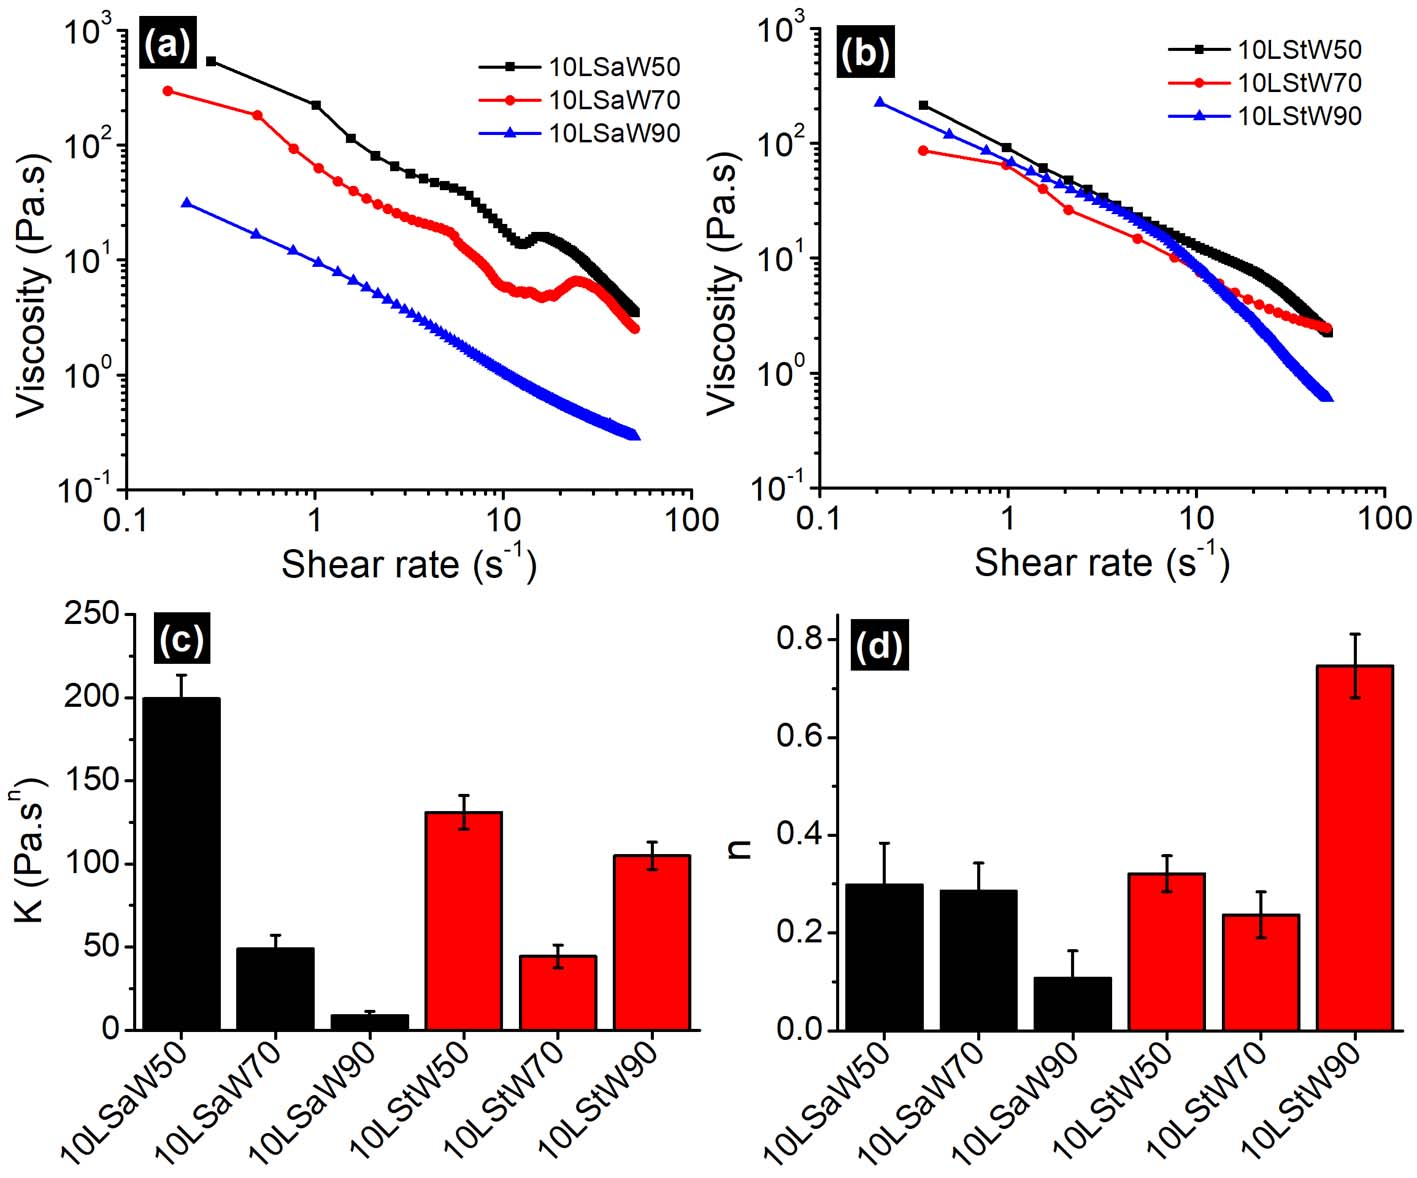 (a)
10LSaW50
10LSaW70
10LSaW90
10³
10²
10¹
10⁰
10⁻¹
Viscosity (Pa.s)
0.1 1 10 100
Shear rate (s⁻¹)
(b)
10LStW50
10LStW70
10LStW90
10³
10²
10¹
10⁰
10⁻¹
Viscosity (Pa.s)
0.1 1 10 100
Shear rate (s⁻¹)
(c)
250
200
150
100
50
0
K (Pa.sⁿ)
10LSaW50
10LSaW70
10LSaW90
10LStW50
10LStW70
10LStW90
(d)
0.8
0.6
0.4
0.2
0.0
n
10LSaW50
10LSaW70
10LSaW90
10LStW50
10LStW70
10LStW90